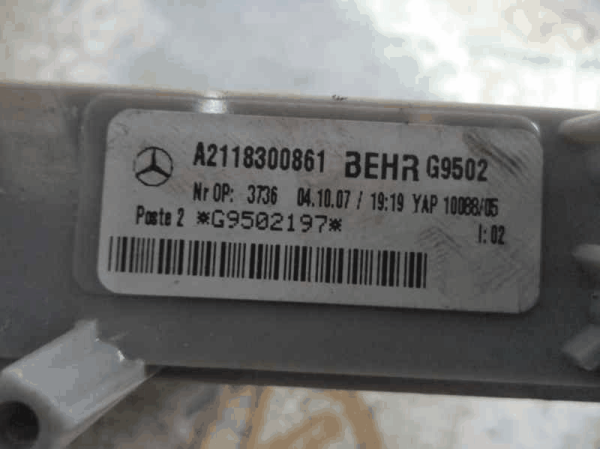 A2118300861 BEHR G9502
Nr OP: 3736 04.10.07 / 19:19 YAP 10088/05
Poste 2 *G9502197* I: 02